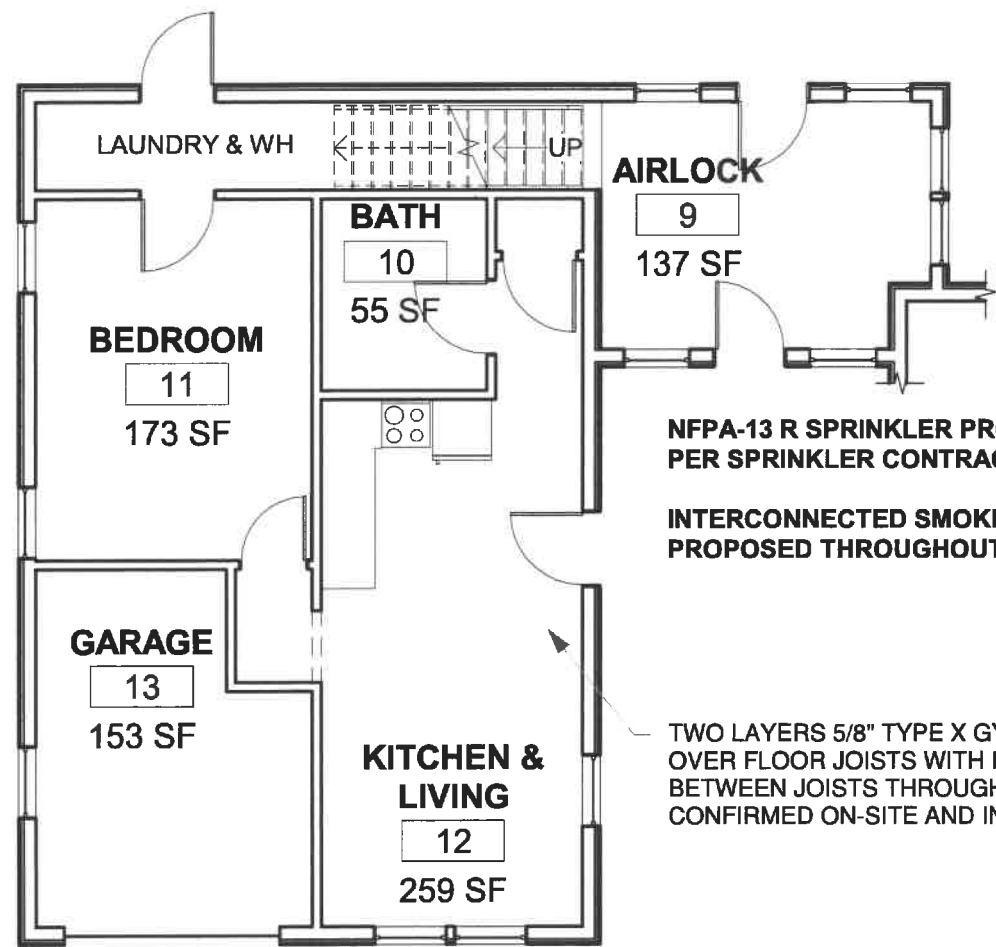 LAUNDRY & WH
UP
AIRLOCK
9
137 SF
BATH
10
55 SF
BEDROOM
11
173 SF
NFPA-13 R SPRINKLER
PER SPRINKLER
INTERCONNECTED
PROPOSED THROUGHOUT
GARAGE
13
153 SF
TWO LAYERS 5/8" TYPE X
OVER FLOOR JOISTS WITH
BETWEEN JOISTS
CONFIRMED ON-SITE AND
KITCHEN &
LIVING
12
259 SF